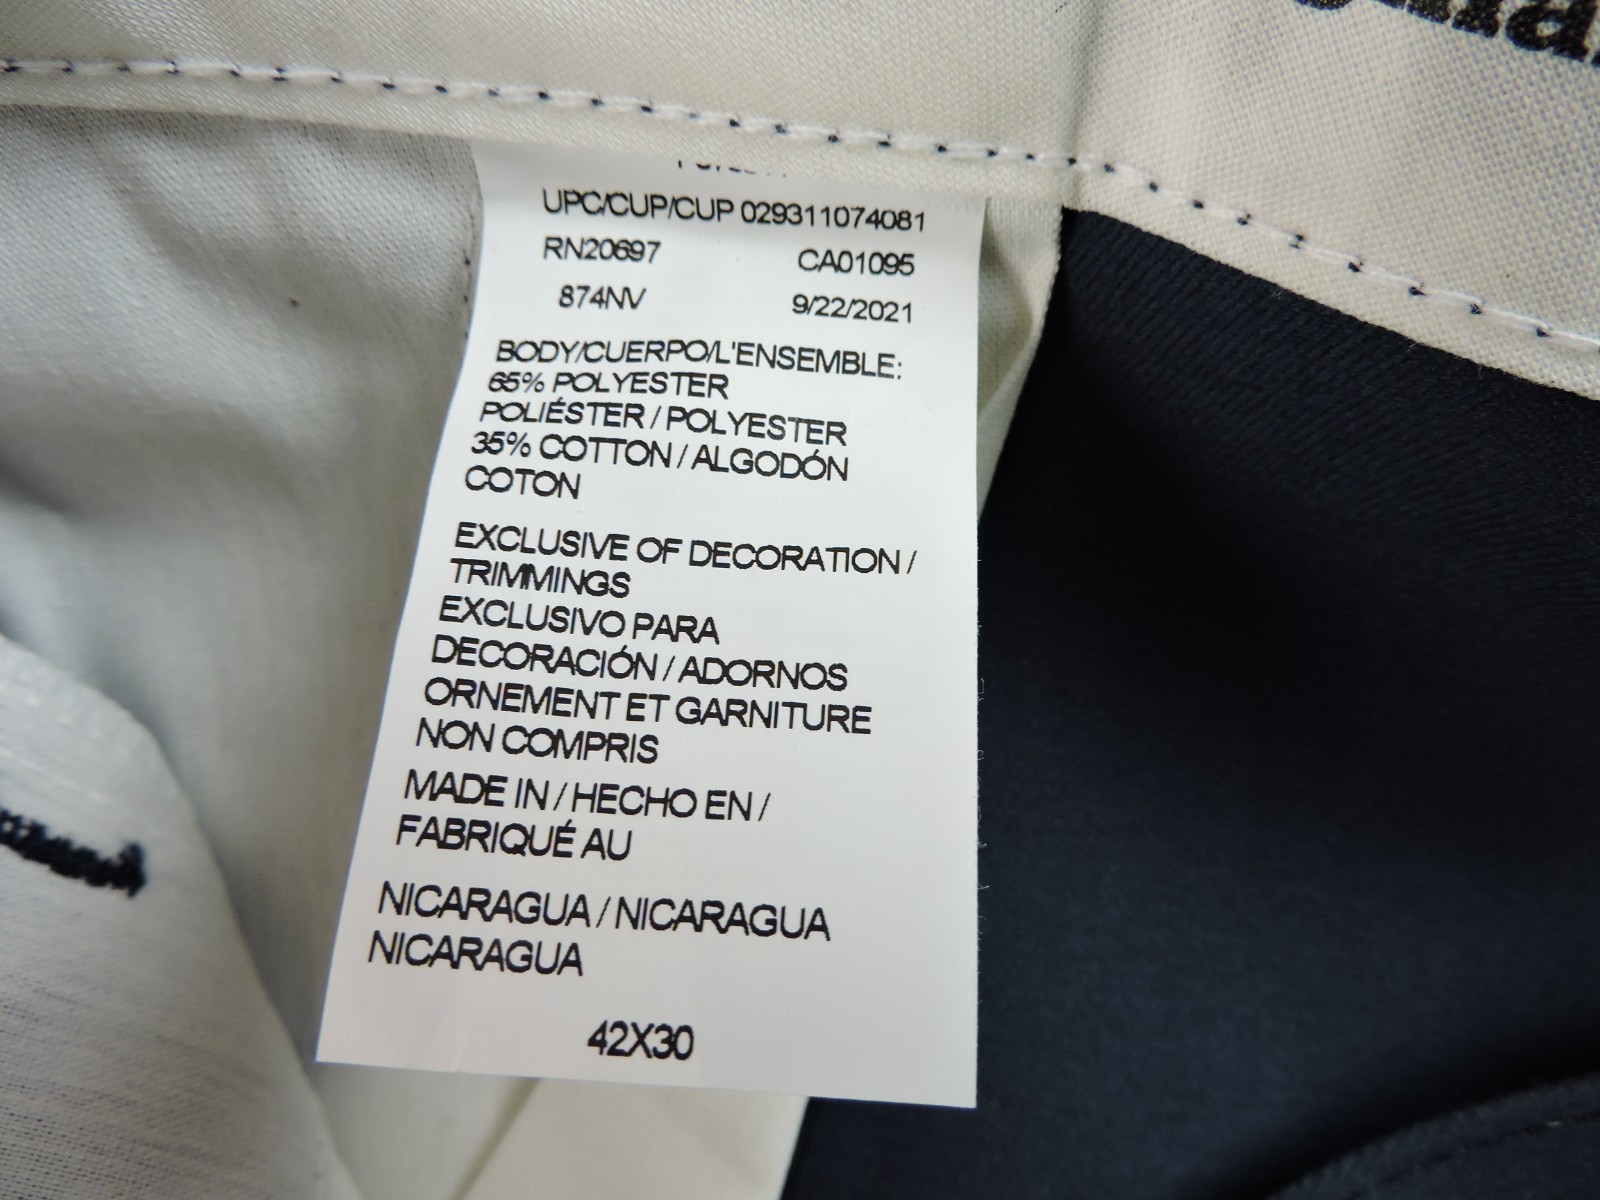 UPC/CUP/CUP 029311074081
RN20697 CA01095
874NV 9/22/2021
BODY/CUERPO/L'ENSEMBLE:
65% POLYESTER
POLIÉSTER / POLYESTER
35% COTTON / ALGODÓN
COTON
EXCLUSIVE OF DECORATION /
TRIMMINGS
EXCLUSIVO PARA
DECORACIÓN / ADORNOS
ORNEMENT ET GARNITURE
NON COMPRIS
MADE IN / HECHO EN /
FABRIQUÉ AU
NICARAGUA / NICARAGUA
NICARAGUA
42X30